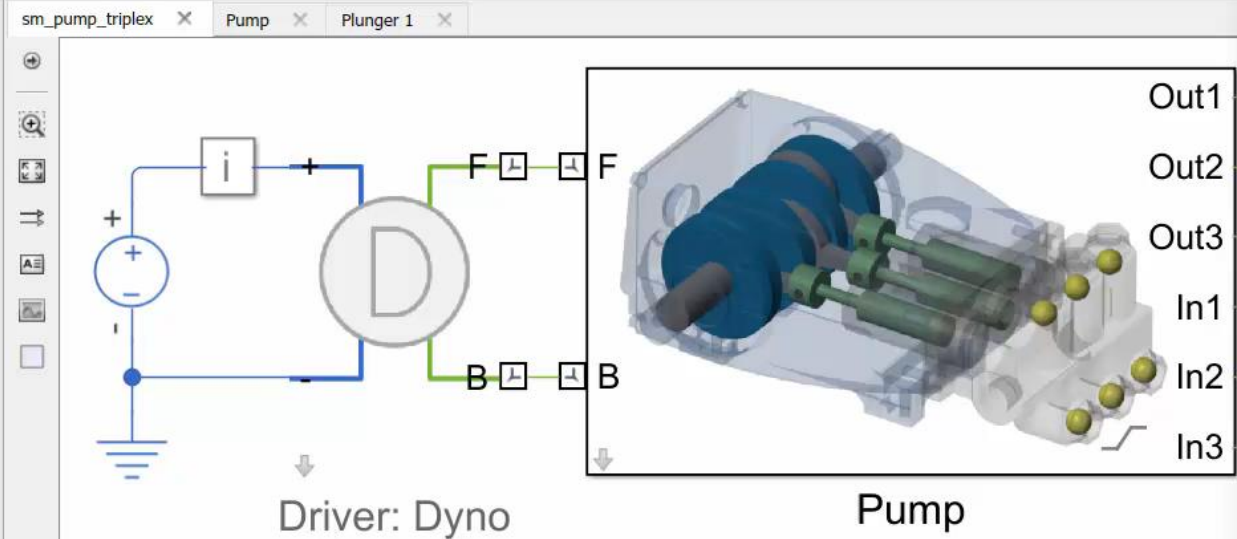 sm_pump_triplex
Pump
Plunger 1
A
Out1
i
+
F
F
Out2
+
D
Out3
+
−
In1
-
-
B
B
In2
In3
Driver: Dyno
Pump